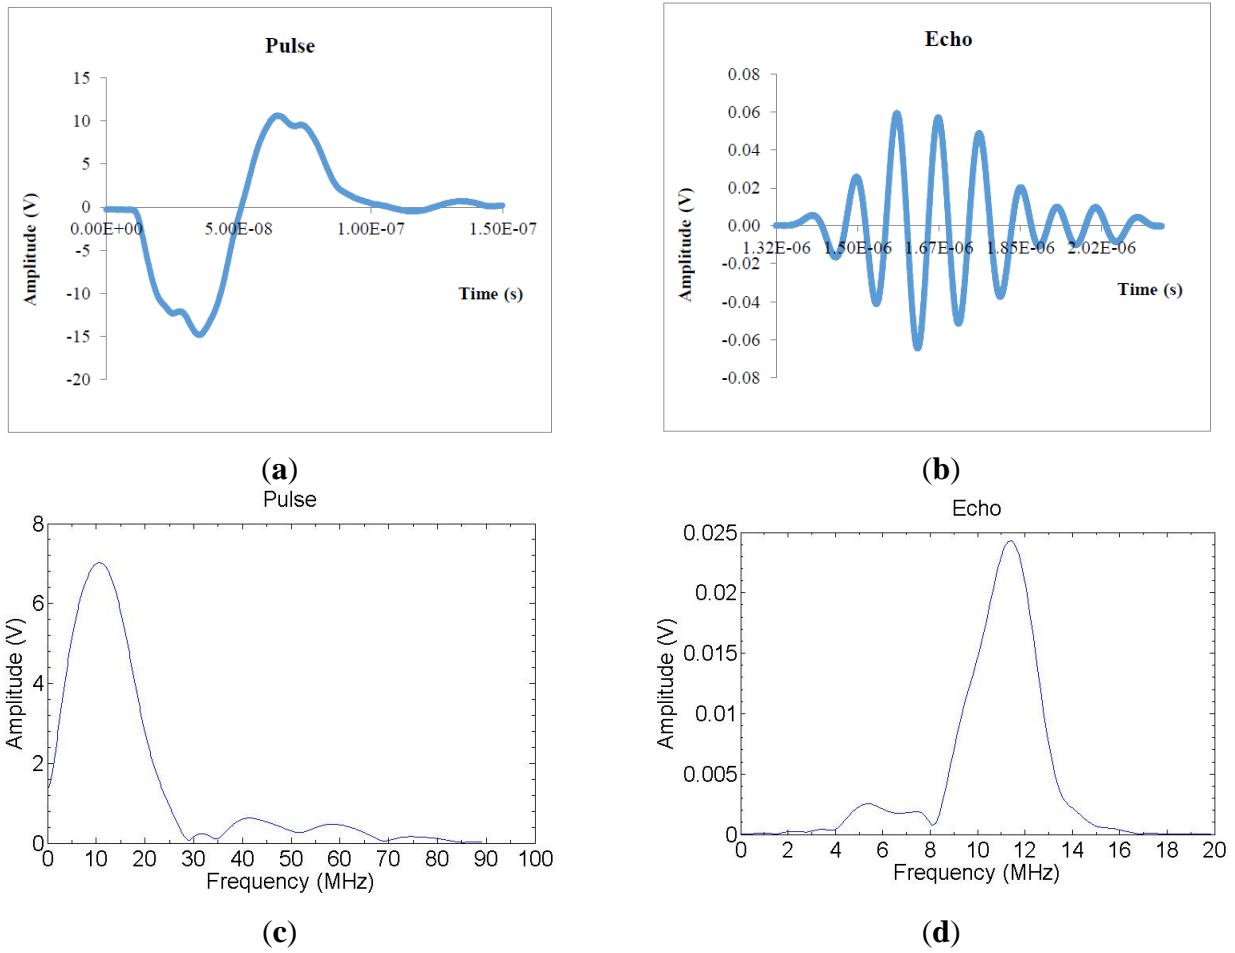 Pulse
15
10
5
0
-5
-10
-15
-20
Amplitude (V)
0.00E+00 5.00E-08 1.00E-07 1.50E-07
Time (s)
(a)
Echo
0.08
0.06
0.04
0.02
0.00
-0.02
-0.04
-0.06
-0.08
Amplitude (V)
1.32E-06 1.50E-06 1.67E-06 1.85E-06 2.02E-06
Time (s)
(b)
Pulse
8
6
4
2
0
Amplitude (V)
0 10 20 30 40 50 60 70 80 90 100
Frequency (MHz)
(c)
Echo
0.025
0.02
0.015
0.01
0.005
0
Amplitude (V)
0 2 4 6 8 10 12 14 16 18 20
Frequency (MHz)
(d)